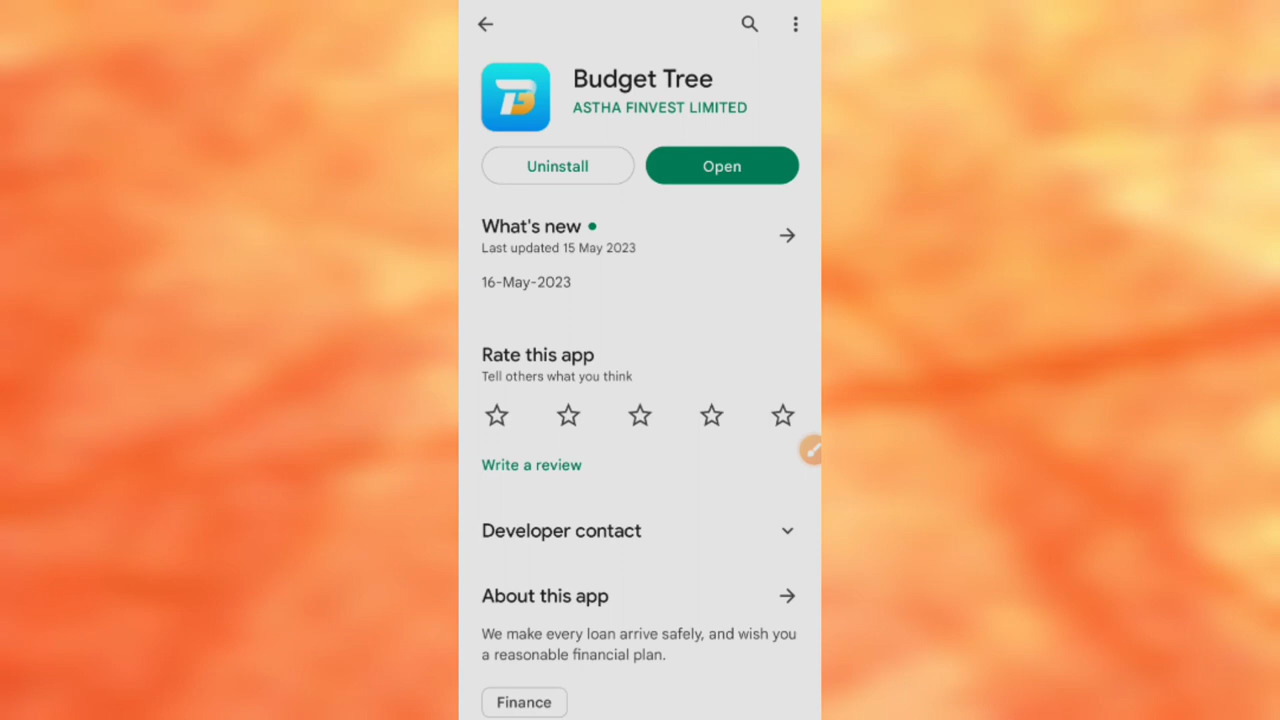 Budget Tree
ASTHA FINVEST LIMITED
Uninstall
Open
What's new
Last updated 15 May 2023
16-May-2023
Rate this app
Tell others what you think
Write a review
Developer contact
About this app
We make every loan arrive safely, and wish you
a reasonable financial plan.
Finance